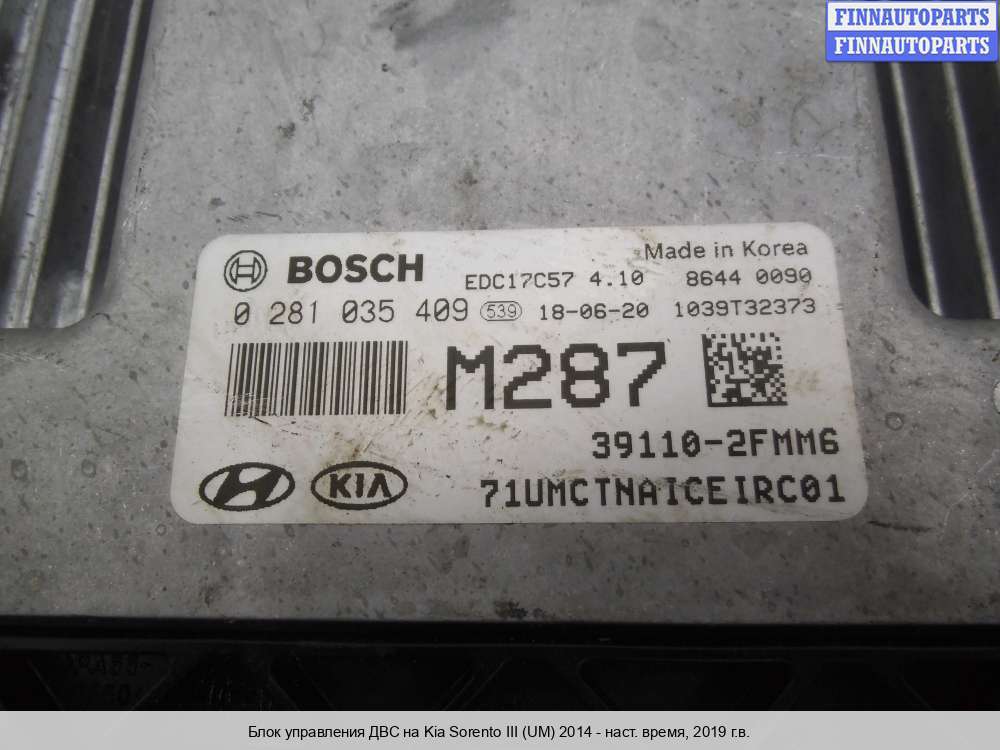 FINNAUTOPARTS
FINNAUTOPARTS
BOSCH
Made in Korea
EDC17C57 4.10 8644 0090
0 281 035 409 539 18-06-20 1039T32373
M287
39110-2FMM6
KIA
71UMCTNAICEIRC01
Блок управления ДВС на Kia Sorento III (UM) 2014 - наст. время, 2019 г.в.